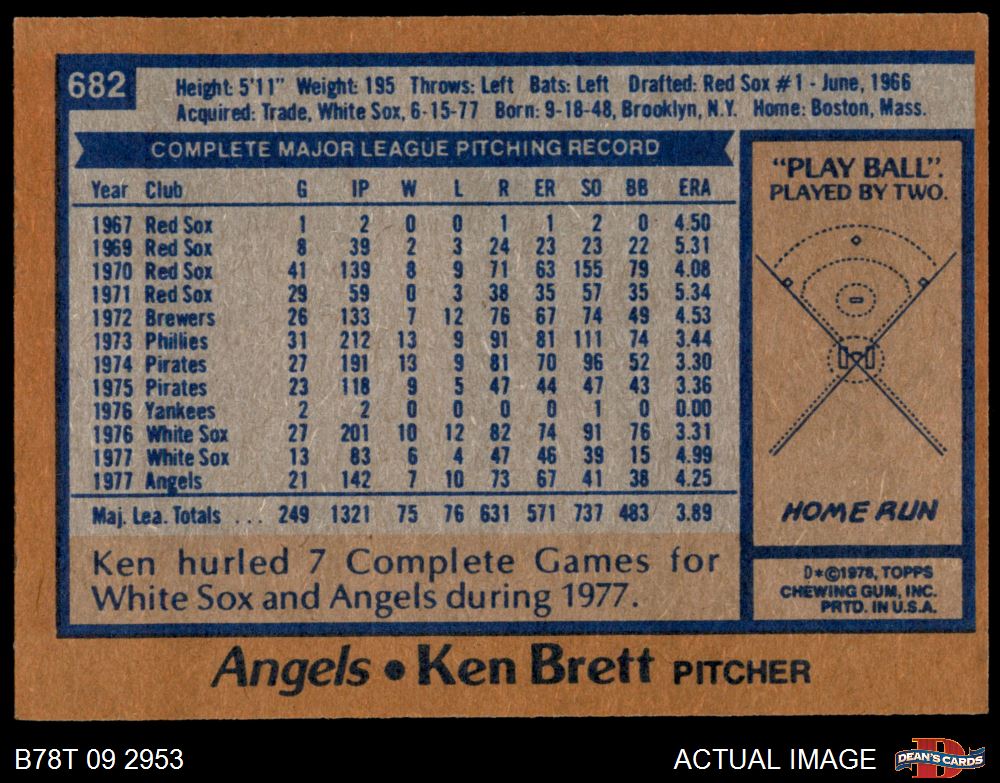 682
Height: 5'11" Weight: 195 Throws: Left Bats: Left Drafted: Red Sox #1 - June, 1966
Acquired: Trade, White Sox, 6-15-77 Born: 9-18-48, Brooklyn, N.Y. Home: Boston, Mass.
COMPLETE MAJOR LEAGUE PITCHING RECORD
Year Club G IP W L R ER SO BB ERA
1967 Red Sox 1 2 0 0 1 1 2 0 4.50
1969 Red Sox 8 39 2 3 24 23 23 22 5.31
1970 Red Sox 41 139 8 9 71 63 155 79 4.08
1971 Red Sox 29 59 0 3 38 35 57 35 5.34
1972 Brewers 26 133 7 12 76 67 74 49 4.53
1973 Phillies 31 212 13 9 91 81 111 74 3.44
1974 Pirates 27 191 13 9 81 70 96 52 3.30
1975 Pirates 23 118 9 5 47 44 47 43 3.36
1976 Yankees 2 2 0 0 0 0 1 0 0.00
1976 White Sox 27 201 10 12 82 74 91 76 3.31
1977 White Sox 13 83 6 4 47 46 39 15 4.99
1977 Angels 21 142 7 10 73 67 41 38 4.25
Maj. Lea. Totals ... 249 1321 75 76 631 571 737 483 3.89
Ken hurled 7 Complete Games for
White Sox and Angels during 1977.
"PLAY BALL".
PLAYED BY TWO.
HOME RUN
D*©1978, TOPPS
CHEWING GUM, INC.
PRTD. IN U.S.A.
Angels • Ken Brett PITCHER
B78T 09 2953
ACTUAL IMAGE
D
DEAN'S CARDS